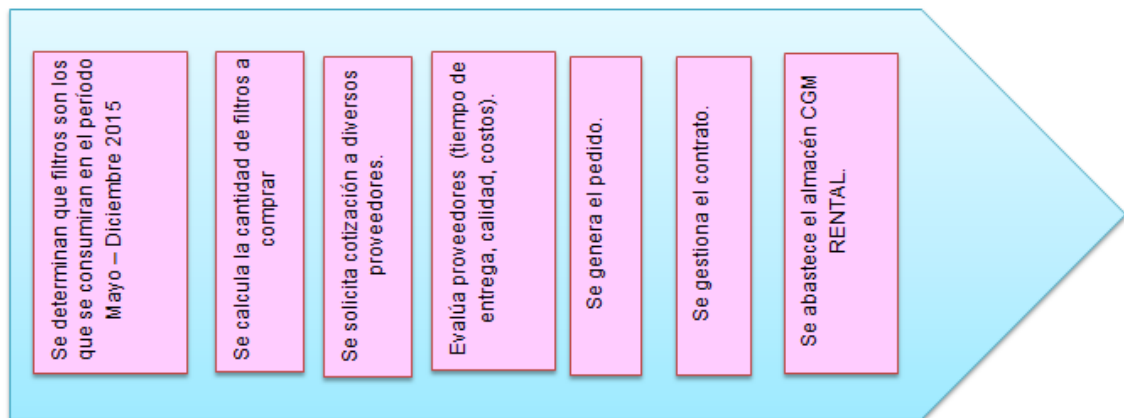 Se determinan que filtros son los
que se consumiran en el período
Mayo – Diciembre 2015
Se calcula la cantidad de filtros a
comprar
Se solicita cotización a diversos
proveedores.
Evalúa proveedores (tiempo de
entrega, calidad, costos).
Se genera el pedido.
Se gestiona el contrato.
Se abastece el almacén CGM
RENTAL.